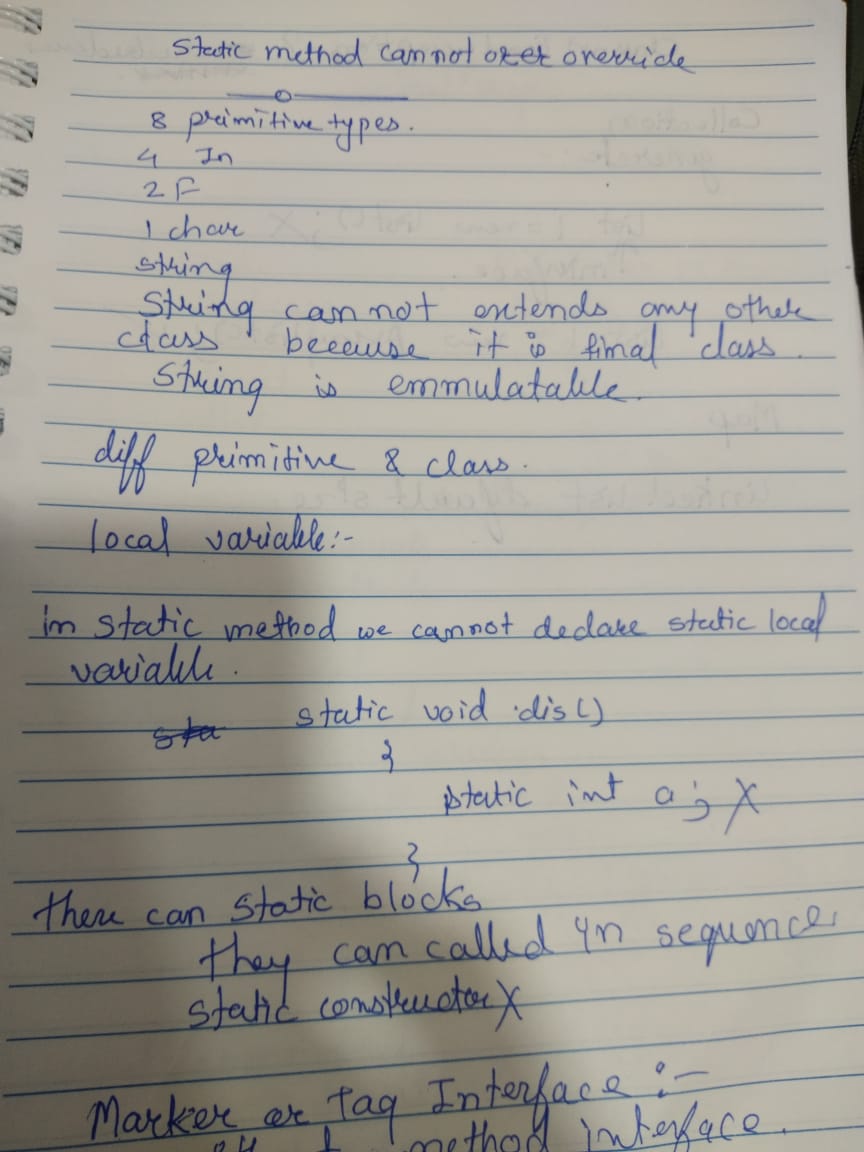 Static method cannot over override
8 primitive types.
4 In
2 F
1 char
string
String can not extends any other
class because it is final class.
String is emmulatable.
diff primitive & class.
local variable:-
in static method we cannot declare static local
variable.
sta static void dis()
{
static int a; X
}
there can static blocks
they can called in sequence.
static constructor X
Marker or Tag Interface :-
method interface.